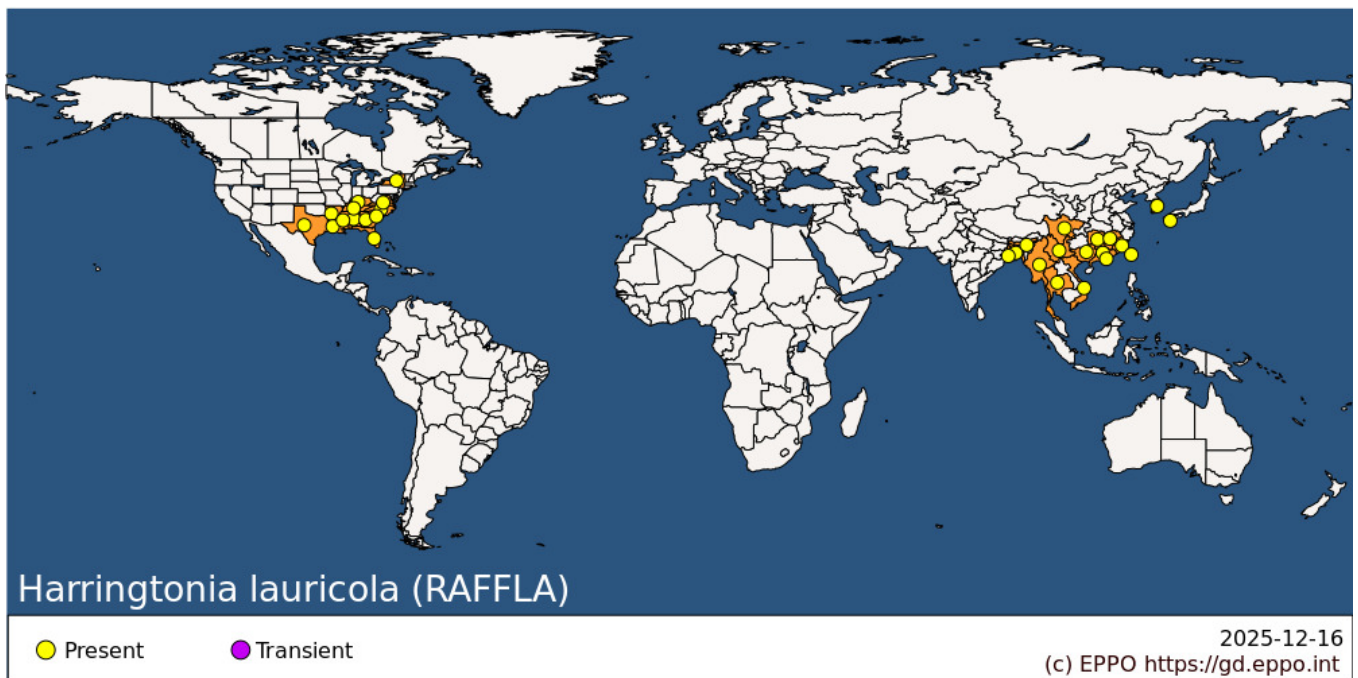 Harringtonia lauricola (RAFFLA)
Present
Transient
2025-12-16
(c) EPPO https://gd.eppo.int